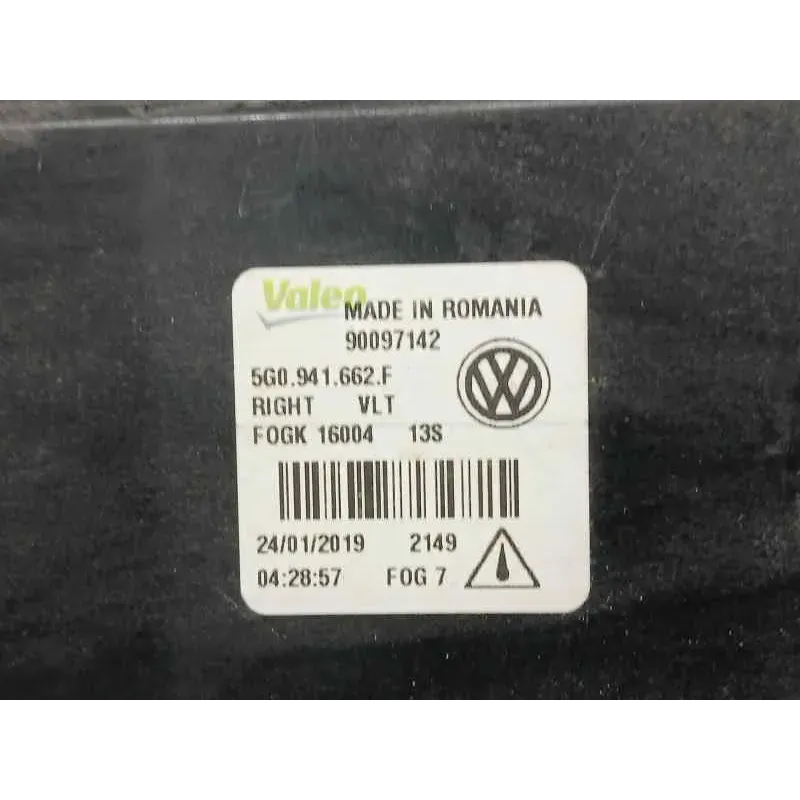 Valeo
MADE IN ROMANIA
90097142
5G0.941.662.F
RIGHT VLT
FOGK 16004 13S
24/01/2019 2149
04:28:57 FOG 7